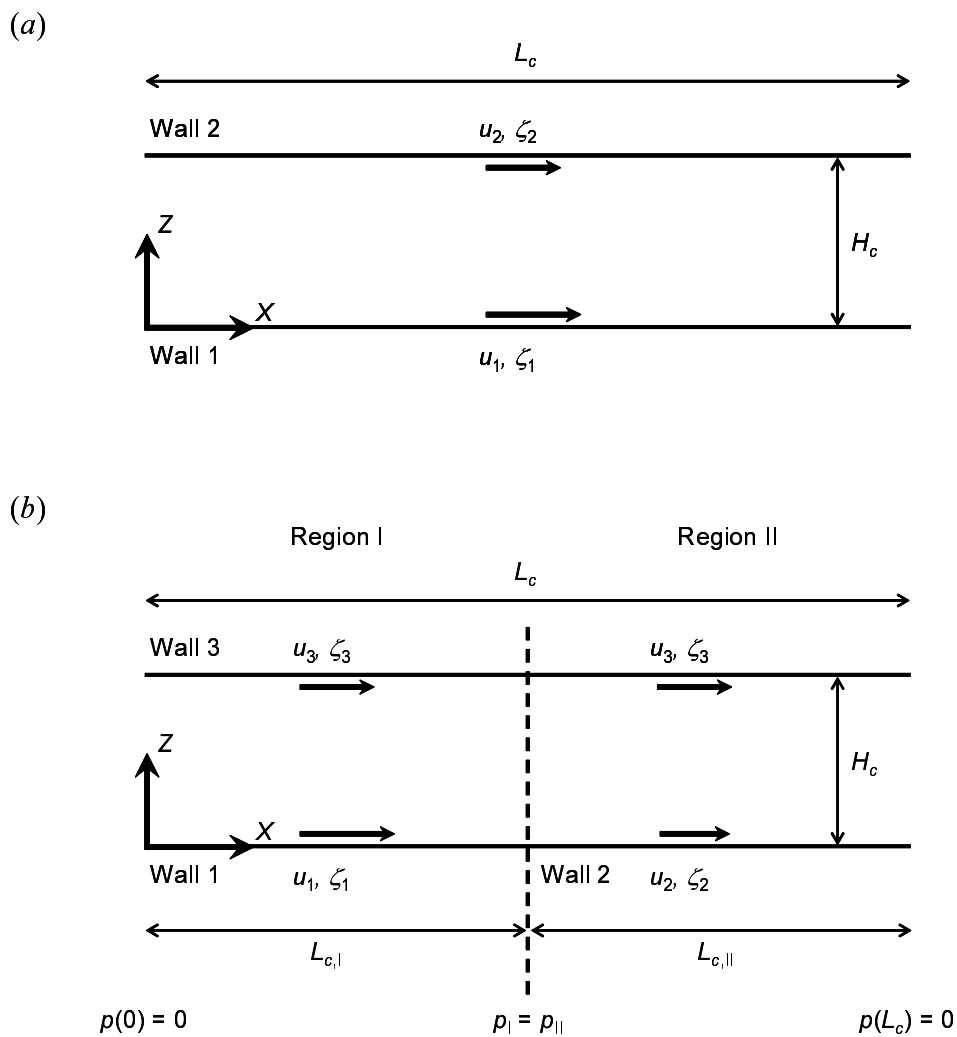 (a)
L_c
Wall 2 u_2, ζ_2
Z
H_c
X
Wall 1 u_1, ζ_1
(b)
Region I Region II
L_c
Wall 3 u_3, ζ_3 u_3, ζ_3
Z
H_c
X
Wall 1 u_1, ζ_1 Wall 2 u_2, ζ_2
L_c,I L_c,II
p(0) = 0 p_I = p_II p(L_c) = 0